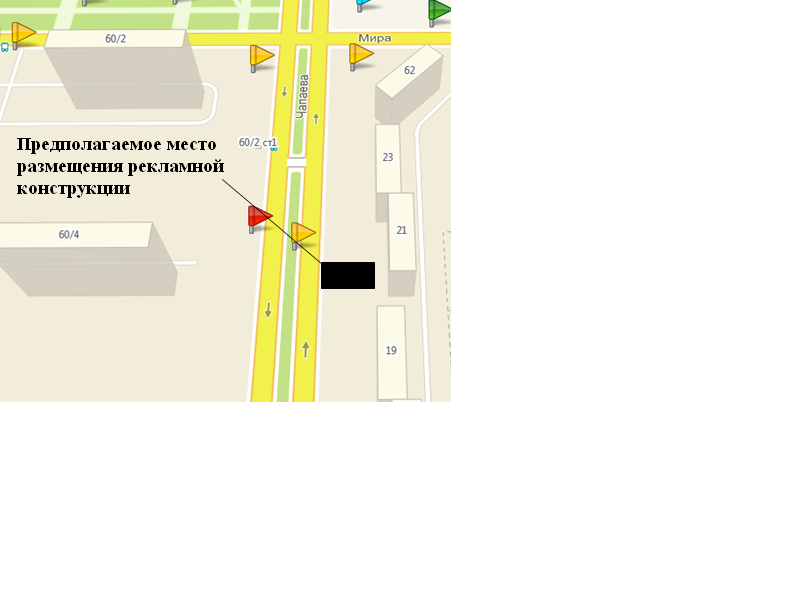 60/2
Мира
62
Чапаева
60/2 ст1
Предполагаемое место
размещения рекламной
конструкции
23
21
60/4
19